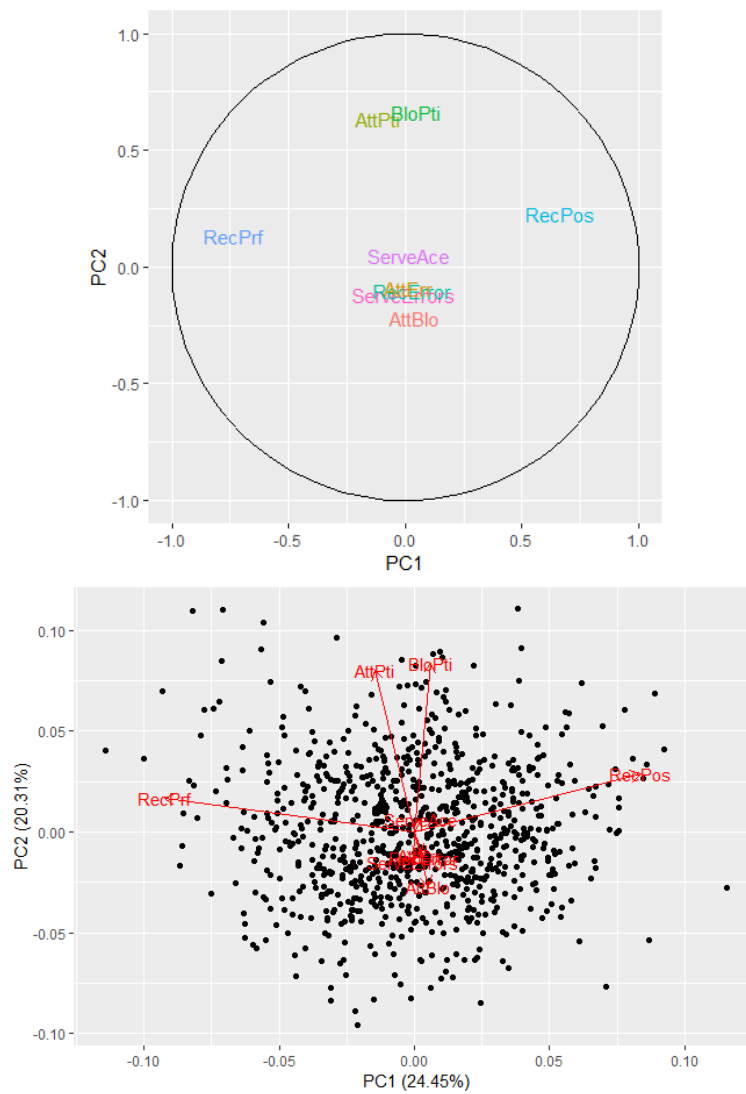 1.0
AttPti BloPti
0.5
RecPos
RecPrf
ServeAce
0.0
AttErr
RecError
ServeErrors
AttBlo
-0.5
-1.0
-1.0 -0.5 0.0 0.5 1.0
PC1
PC2
0.10
AttPti BloPti
0.05
RecPos
RecPrf
ServeAce
0.00
ServeErrors
AttBlo
-0.05
-0.10
-0.10 -0.05 0.00 0.05 0.10
PC1 (24.45%)
PC2 (20.31%)